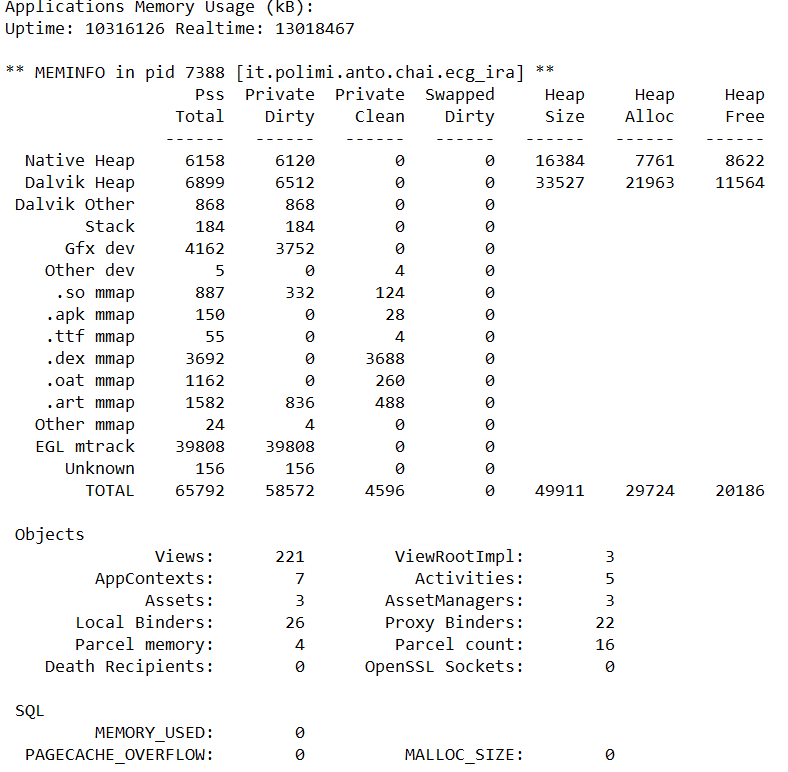 Applications Memory Usage (kB):
Uptime: 10316126 Realtime: 13018467

** MEMINFO in pid 7388 [it.polimi.anto.chai.ecg_ira] **
                   Pss  Private  Private  Swapped     Heap     Heap     Heap
                 Total    Dirty    Clean    Dirty     Size    Alloc     Free
                ------   ------   ------   ------   ------   ------   ------
  Native Heap     6158     6120        0        0    16384     7761     8622
  Dalvik Heap     6899     6512        0        0    33527    21963    11564
 Dalvik Other      868      868        0        0
        Stack      184      184        0        0
      Gfx dev     4162     3752        0        0
    Other dev        5        0        4        0
     .so mmap      887      332      124        0
    .apk mmap      150        0       28        0
    .ttf mmap       55        0        4        0
    .dex mmap     3692        0     3688        0
    .oat mmap     1162        0      260        0
    .art mmap     1582      836      488        0
   Other mmap       24        4        0        0
   EGL mtrack    39808    39808        0        0
      Unknown      156      156        0        0
        TOTAL    65792    58572     4596        0    49911    29724    20186

 Objects
               Views:      221         ViewRootImpl:        3
         AppContexts:        7           Activities:        5
              Assets:        3        AssetManagers:        3
       Local Binders:       26        Proxy Binders:       22
       Parcel memory:        4         Parcel count:       16
    Death Recipients:        0      OpenSSL Sockets:        0

 SQL
         MEMORY_USED:        0
  PAGECACHE_OVERFLOW:        0          MALLOC_SIZE:        0